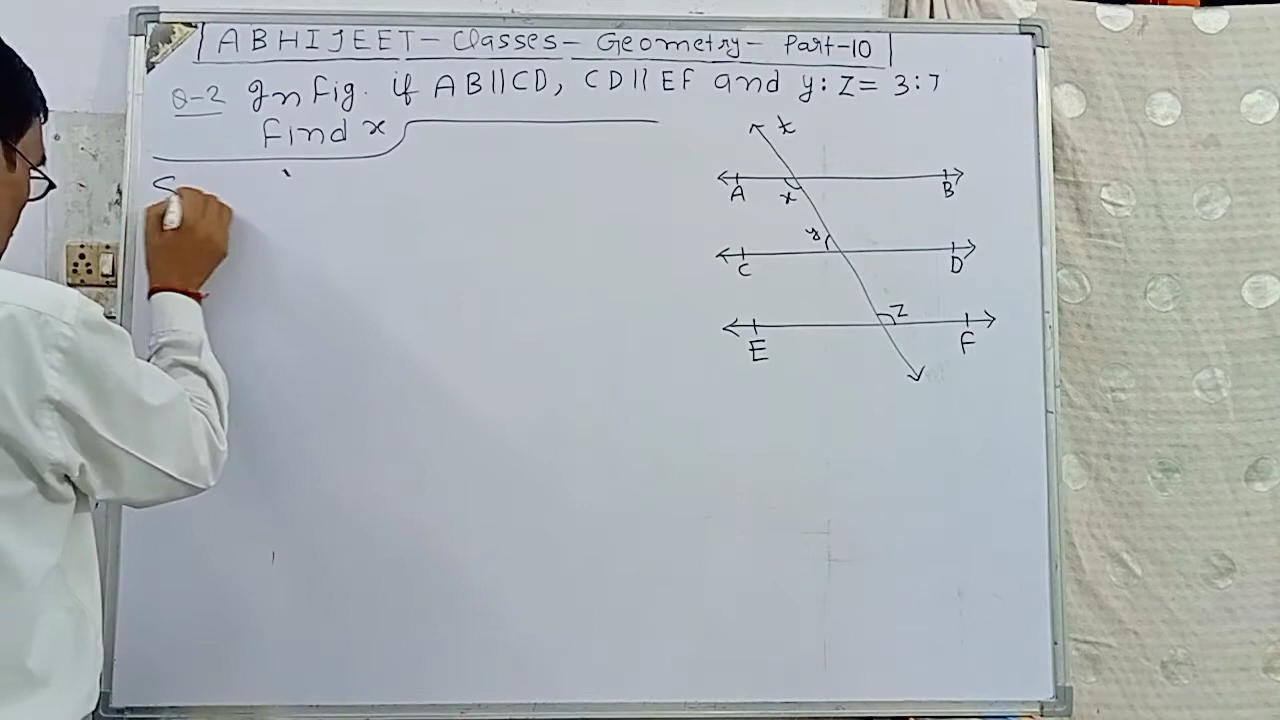 ABHIJEET - Classes - Geometry - Part-10
Q-2 In Fig. if AB||CD, CD||EF and y:z = 3:7
Find x
t
A x B
y
C D
z
E F
S